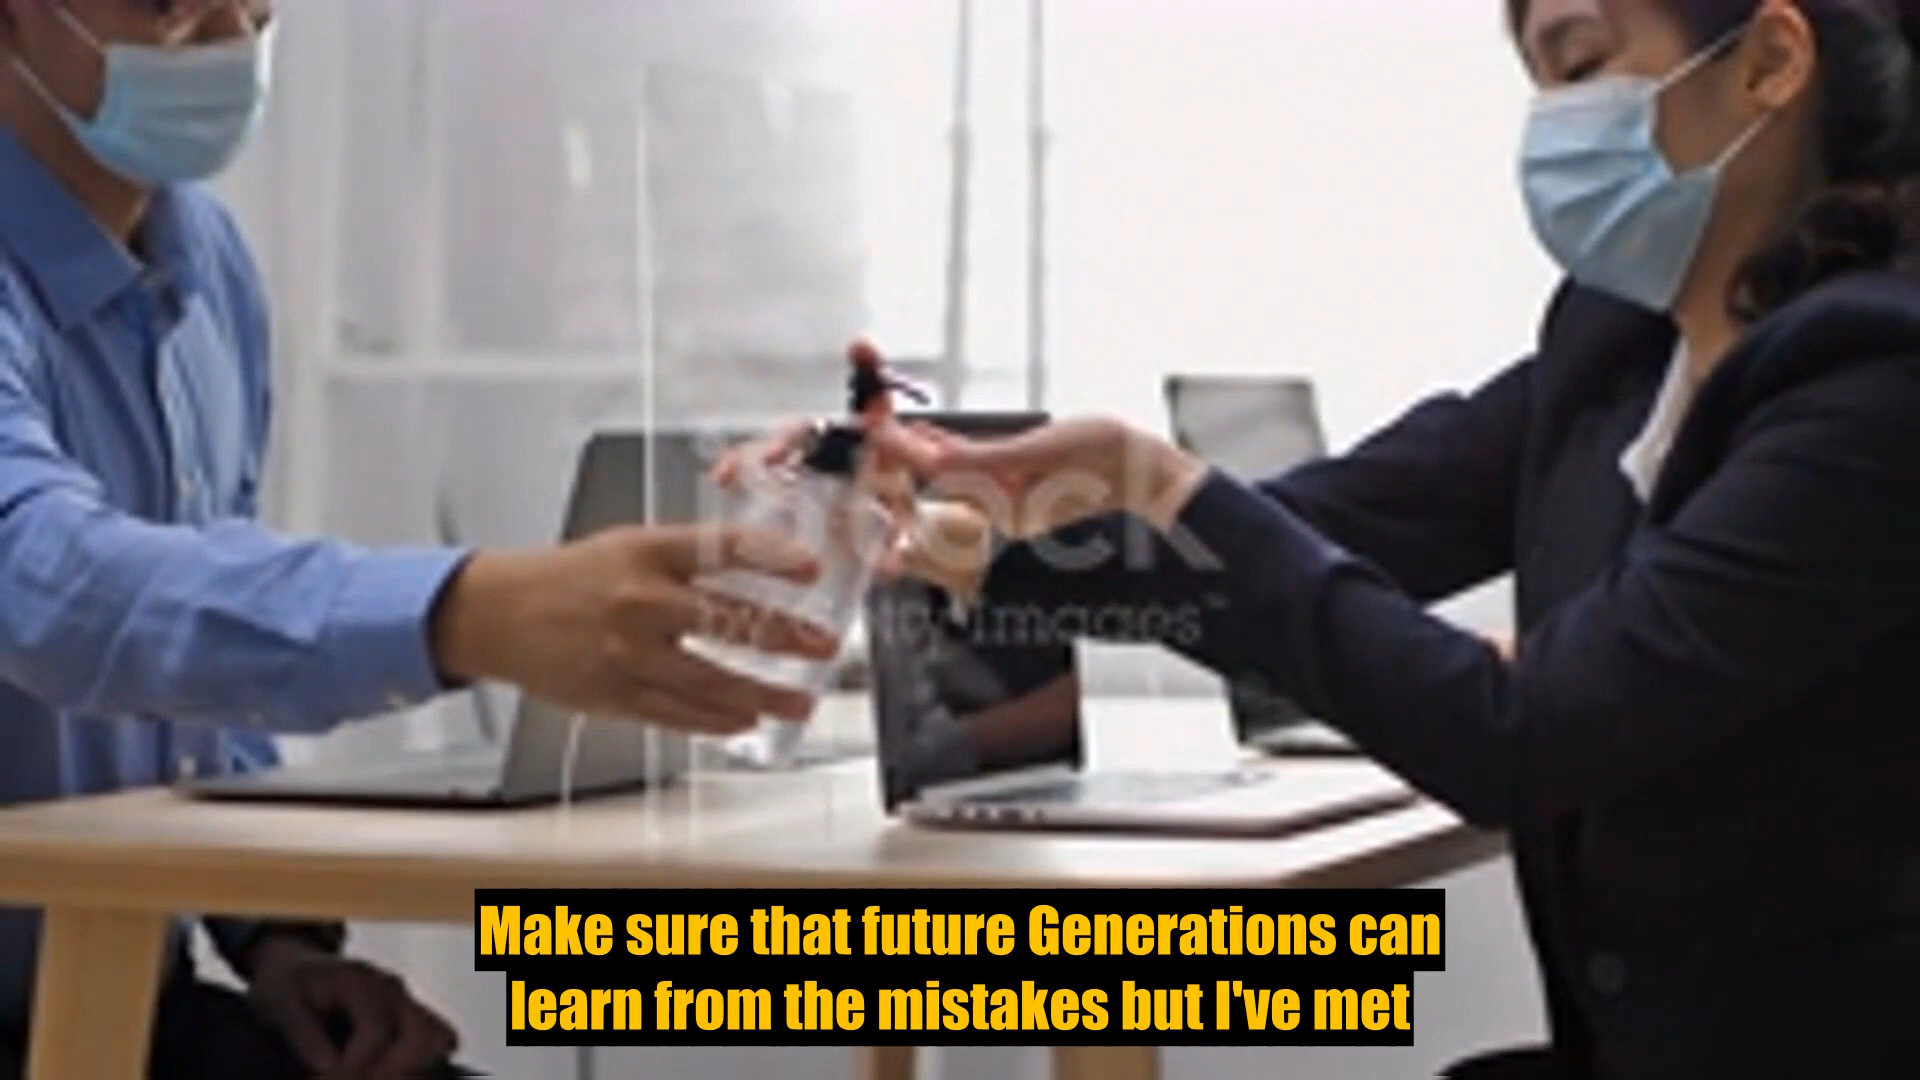 Make sure that future Generations can
learn from the mistakes but I've met